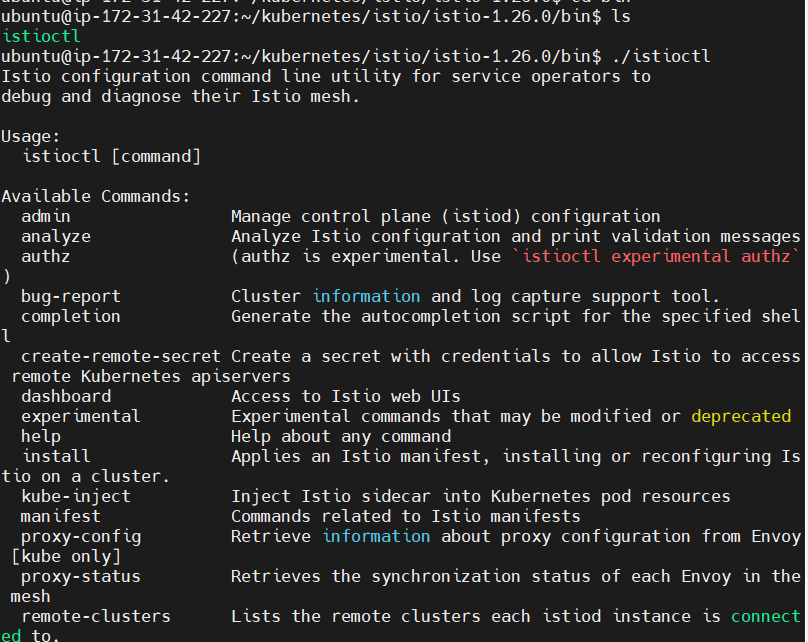 ubuntu@ip-172-31-42-227:~/kubernetes/istio/istio-1.26.0/bin$ ls
istioctl
ubuntu@ip-172-31-42-227:~/kubernetes/istio/istio-1.26.0/bin$ ./istioctl
Istio configuration command line utility for service operators to
debug and diagnose their Istio mesh.

Usage:
  istioctl [command]

Available Commands:
  admin                Manage control plane (istiod) configuration
  analyze              Analyze Istio configuration and print validation messages
  authz                (authz is experimental. Use `istioctl experimental authz`
)
  bug-report           Cluster information and log capture support tool.
  completion           Generate the autocompletion script for the specified shel
l
  create-remote-secret Create a secret with credentials to allow Istio to access
 remote Kubernetes apiservers
  dashboard            Access to Istio web UIs
  experimental         Experimental commands that may be modified or deprecated
  help                 Help about any command
  install              Applies an Istio manifest, installing or reconfiguring Is
tio on a cluster.
  kube-inject          Inject Istio sidecar into Kubernetes pod resources
  manifest             Commands related to Istio manifests
  proxy-config         Retrieve information about proxy configuration from Envoy
 [kube only]
  proxy-status         Retrieves the synchronization status of each Envoy in the
 mesh
  remote-clusters      Lists the remote clusters each istiod instance is connect
ed to.